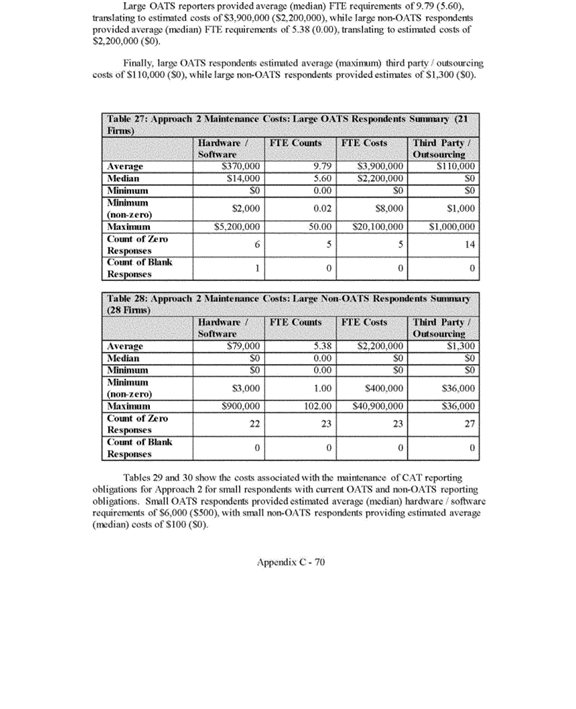 Large OATS reporters provided average (median) FTE requirements of 9.79 (5.60),
translating to estimated costs of $3,900,000 ($2,200,000), while large non-OATS respondents
provided average (median) FTE requirements of 5.38 (0.00), translating to estimated costs of
$2,200,000 ($0).
Finally, large OATS respondents estimated average (maximum) third party / outsourcing
costs of $110,000 ($0), while large non-OATS respondents provided estimates of $1,300 ($0).
Table 27: Approach 2 Maintenance Costs: Large OATS Respondents Summary (21
Firms)
Hardware / FTE Counts FTE Costs Third Party /
Software Outsourcing
Average $370,000 9.79 $3,900,000 $110,000
Median $14,000 5.60 $2,200,000 $0
Minimum $0 0.00 $0 $0
Minimum
(non-zero) $2,000 0.02 $8,000 $1,000
Maximum $5,200,000 50.00 $20,100,000 $1,000,000
Count of Zero
Responses 6 5 5 14
Count of Blank
Responses 1 0 0 0
Table 28: Approach 2 Maintenance Costs: Large Non-OATS Respondents Summary
(28 Firms)
Hardware / FTE Counts FTE Costs Third Party /
Software Outsourcing
Average $79,000 5.38 $2,200,000 $1,300
Median $0 0.00 $0 $0
Minimum $0 0.00 $0 $0
Minimum
(non-zero) $3,000 1.00 $400,000 $36,000
Maximum $900,000 102.00 $40,900,000 $36,000
Count of Zero
Responses 22 23 23 27
Count of Blank
Responses 0 0 0 0
Tables 29 and 30 show the costs associated with the maintenance of CAT reporting
obligations for Approach 2 for small respondents with current OATS and non-OATS reporting
obligations. Small OATS respondents provided estimated average (median) hardware / software
requirements of $6,000 ($500), with small non-OATS respondents providing estimated average
(median) costs of $100 ($0).
Appendix C - 70